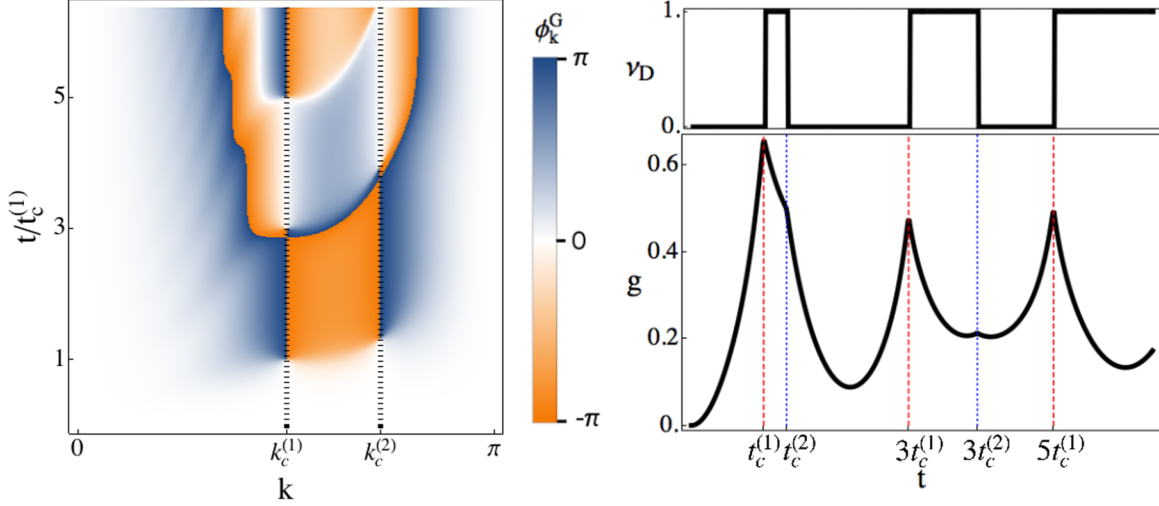 t/t_c^(1)
5
3
1
0
k_c^(1)
k_c^(2)
π
k
ϕ_k^G
π
0
-π
ν_D
1.
0.
g
0.6
0.4
0.2
0.
t_c^(1)
t_c^(2)
3t_c^(1)
3t_c^(2)
5t_c^(1)
t